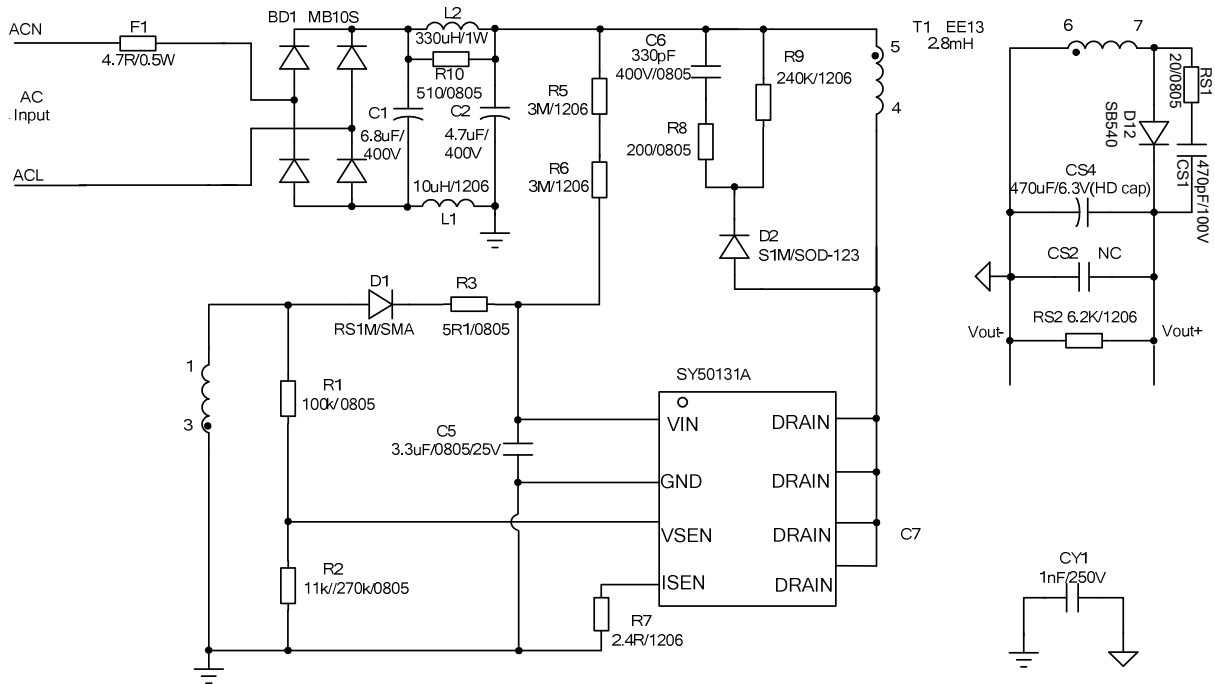 ACN
F1
4.7R/0.5W
AC
Input
ACL
BD1 MB10S
L2
330uH/1W
R10
510/0805
C1
6.8uF/
400V
C2
4.7uF/
400V
10uH/1206
L1
R5
3M/1206
R6
3M/1206
C6
330pF
400V/0805
R8
200/0805
R9
240K/1206
D2
S1M/SOD-123
5
4
T1 EE13
2.8mH
6
7
RS1
20/0805
D12
SB540
CS1
470pF/100V
CS4
470uF/6.3V(HD cap)
CS2 NC
RS2 6.2K/1206
Vout-
Vout+
D1
RS1M/SMA
R3
5R1/0805
1
3
R1
100k/0805
R2
11k//270k/0805
C5
3.3uF/0805/25V
SY50131A
VIN
GND
VSEN
ISEN
DRAIN
DRAIN
DRAIN
DRAIN
C7
R7
2.4R/1206
CY1
1nF/250V